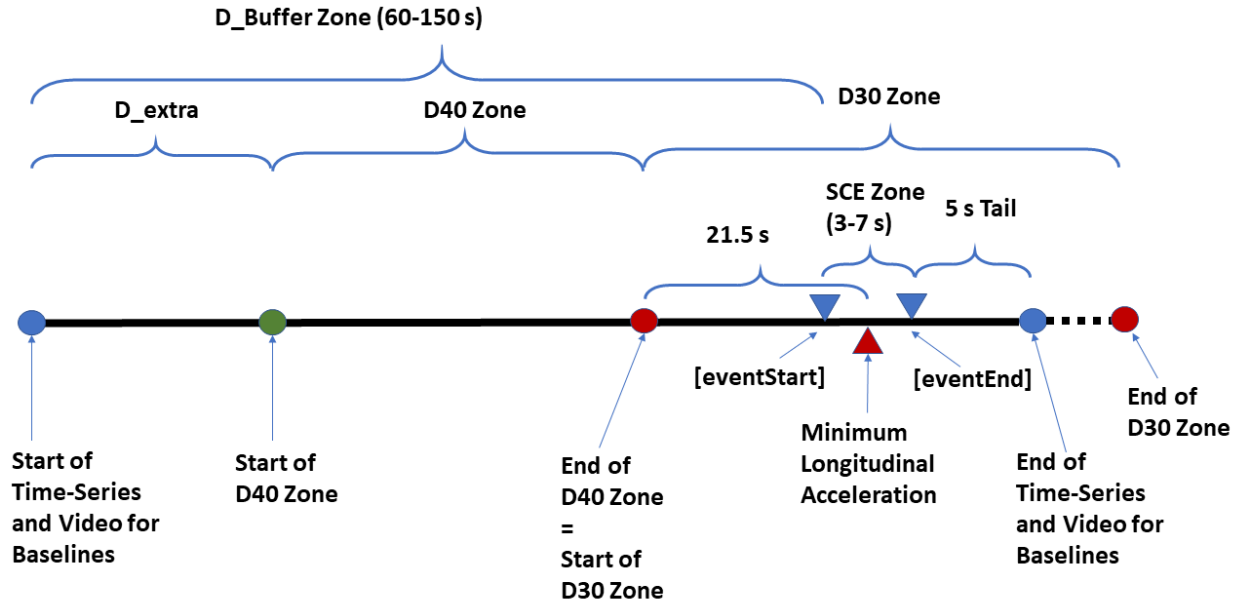 D_Buffer Zone (60-150 s)
D_extra
D40 Zone
D30 Zone
SCE Zone
(3-7 s)
5 s Tail
21.5 s
[eventStart]
[eventEnd]
Start of
Time-Series
and Video for
Baselines
Start of
D40 Zone
End of
D40 Zone
=
Start of
D30 Zone
Minimum
Longitudinal
Acceleration
End of
Time-Series
and Video for
Baselines
End of
D30 Zone